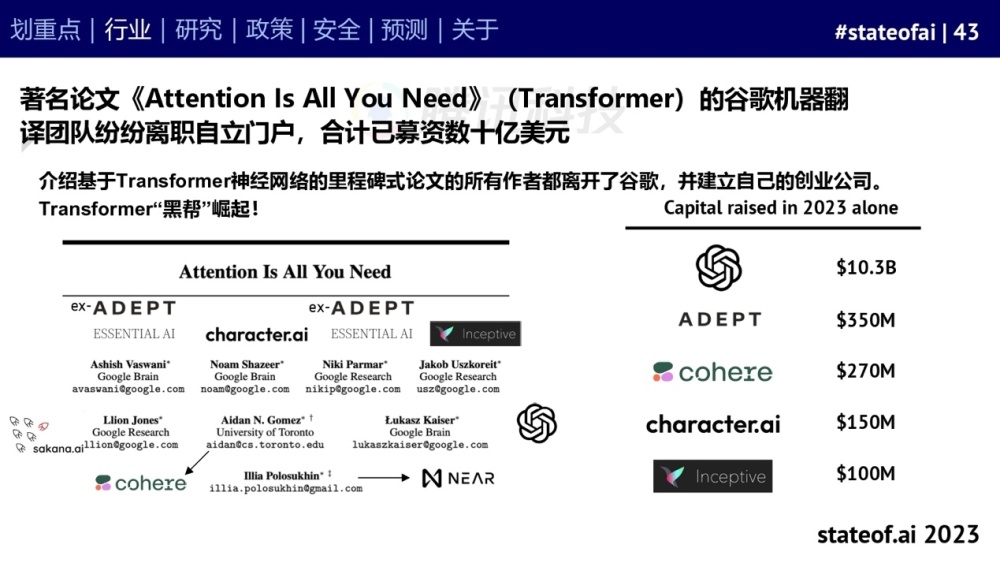 划重点 | 行业 | 研究 | 政策 | 安全 | 预测 | 关于
#stateofai | 43
著名论文《Attention Is All You Need》（Transformer）的谷歌机器翻
译团队纷纷离职自立门户，合计已募资数十亿美元
腾讯科技
介绍基于Transformer神经网络的里程碑式论文的所有作者都离开了谷歌，并建立自己的创业公司。
Transformer“黑帮”崛起！
Attention Is All You Need
ex-ADEPT ex-ADEPT
ESSENTIAL AI character.ai ESSENTIAL AI Inceptive
Ashish Vaswani* Noam Shazeer* Niki Parmar* Jakob Uszkoreit*
Google Brain Google Brain Google Research Google Research
avaswani@google.com noam@google.com nikip@google.com usz@google.com
Llion Jones* Aidan N. Gomez* † Łukasz Kaiser*
Google Research University of Toronto Google Brain
sakana.ai llion@google.com aidan@cs.toronto.edu lukaszkaiser@google.com
cohere Illia Polosukhin* ‡ NEAR
illia.polosukhin@gmail.com
Capital raised in 2023 alone
$10.3B
ADEPT $350M
cohere $270M
character.ai $150M
Inceptive $100M
stateof.ai 2023